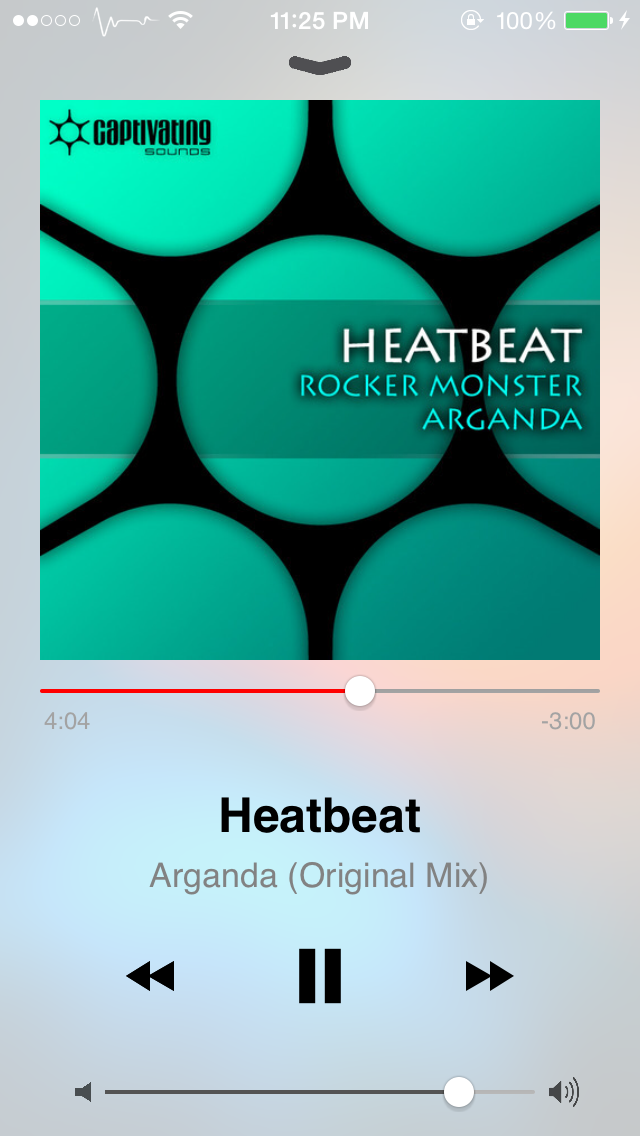 11:25 PM
100%
captivating
SOUNDS
HEATBEAT
ROCKER MONSTER
ARGANDA
4:04
-3:00
Heatbeat
Arganda (Original Mix)